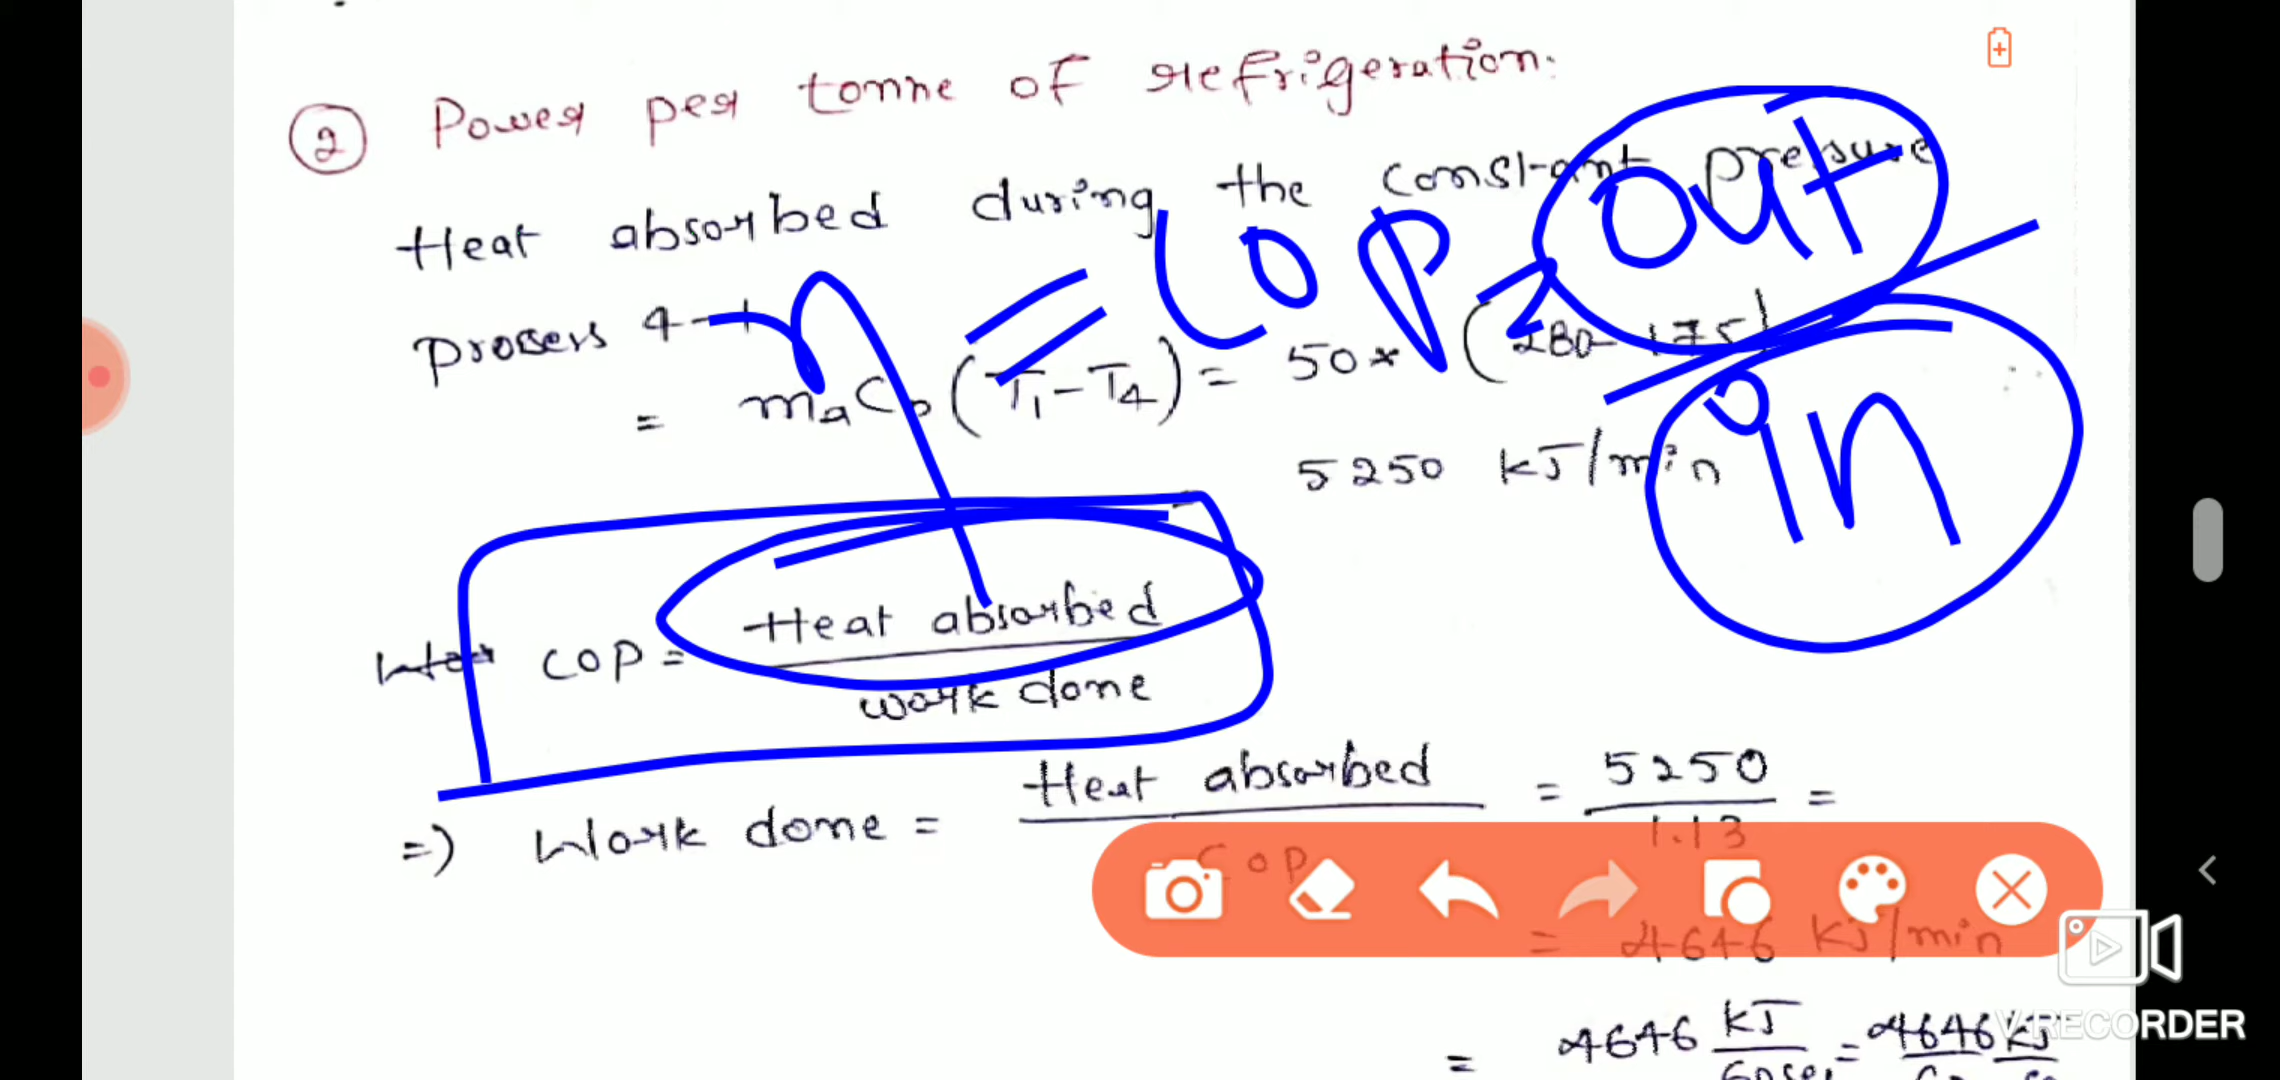 ② Power per tonne of refrigeration.
Heat absorbed during the constant pressure
process 4-1
= maCp (T1-T4) = 50 * (280-175)
5250 kJ/min
η = COP = out / in
COP = Heat absorbed / work done
=) Work done = Heat absorbed / COP = 5250 / 1.13 =
= 4646 KJ/min
= 4646 KJ / 60sec = 4646 KJ
V RECORDER